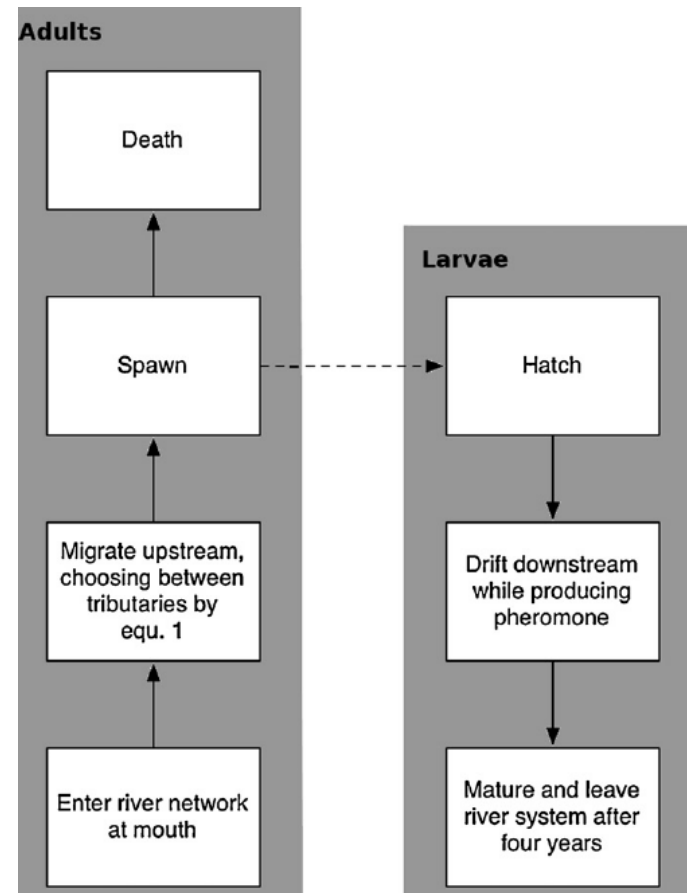 Adults
Death
Spawn
Migrate upstream,
choosing between
tributaries by
equ. 1
Enter river network
at mouth
Larvae
Hatch
Drift downstream
while producing
pheromone
Mature and leave
river system after
four years